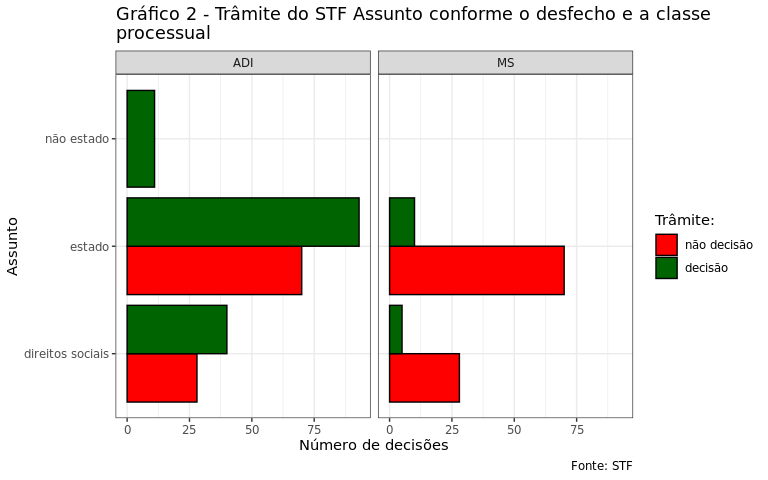 Gráfico 2 - Trâmite do STF Assunto conforme o desfecho e a classe
processual
ADI
MS
não estado
estado
direitos sociais
Assunto
0 25 50 75
0 25 50 75
Número de decisões
Trâmite:
não decisão
decisão
Fonte: STF